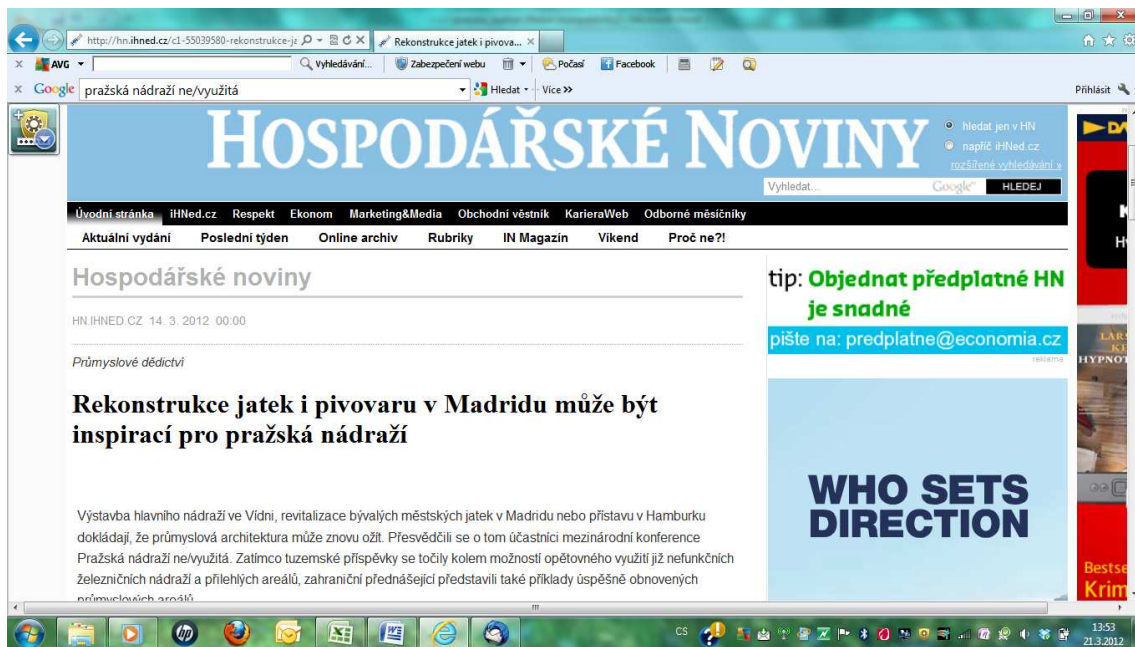 http://hn.ihned.cz/c1-55039580-rekonstrukce-ja
Rekonstrukce jatek i pivova...
AVG
Vyhledávání... Zabezpečení webu Počasí Facebook
Google pražská nádraží ne/využitá Hledat Více >> Přihlásit
HOSPODÁŘSKÉ NOVINY
hledat jen v HN
napříč iHNed.cz
rozšířené vyhledávání »
Vyhledat... Google HLEDEJ
Úvodní stránka iHNed.cz Respekt Ekonom Marketing&Media Obchodní věstník KarieraWeb Odborné měsíčníky
Aktuální vydání Poslední týden Online archiv Rubriky IN Magazín Víkend Proč ne?!
Hospodářské noviny
HN.IHNED.CZ 14. 3. 2012 00:00
Průmyslové dědictví
Rekonstrukce jatek i pivovaru v Madridu může být
inspirací pro pražská nádraží
Výstavba hlavního nádraží ve Vídni, revitalizace bývalých městských jatek v Madridu nebo přístavu v Hamburku
dokládají, že průmyslová architektura může znovu ožít. Přesvědčili se o tom účastníci mezinárodní konference
Pražská nádraží ne/využitá. Zatímco tuzemské příspěvky se točily kolem možností opětovného využití již nefunkčních
železničních nádraží a přilehlých areálů, zahraniční přednášející představili také příklady úspěšně obnovených
průmyslových areálů.
tip: Objednat předplatné HN
je snadné
pište na: predplatne@economia.cz
reklama
WHO SETS
DIRECTION
HYPNOT
Bestse
Krim
CS
13:53
21.3.2012